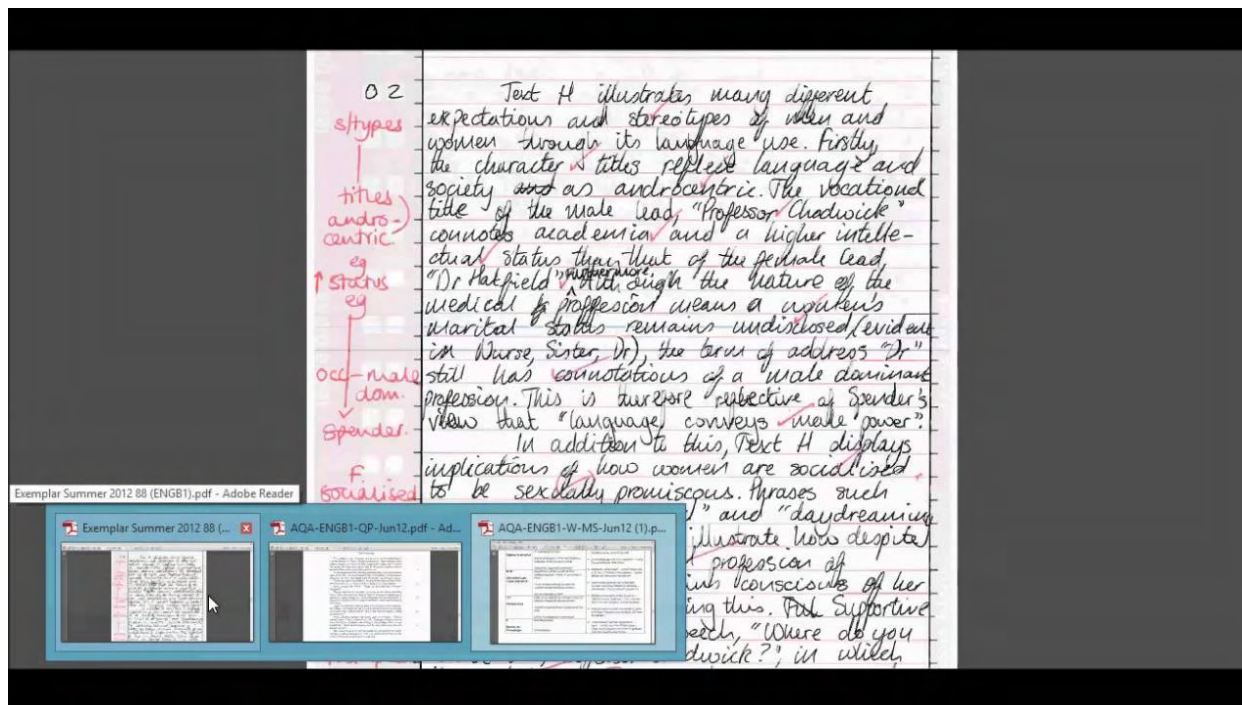 02
Text H illustrates many different
s/types
expectations and stereotypes of men and
women through its language use. Firstly,
the character titles reflect language and
titles
society and as androcentric. The vocational
andro-
title of the male lead, "Professor Chadwick"
centric
connotes academia and a higher intelle-
eg
ctual status than that of the female lead
↑ status
"Dr Hatfield". Furthermore, although the nature of the
eg
medical proffesion means a women's
marital status remains undisclosed (evident
in Nurse, Sister, Dr), the term of address "Dr"
occ-male
still has connotations of a male dominant
dom.
profession. This is therefore reflective of Spender's
Spender.
view that "language conveys male power".
In addition to this, Text H displays
F
implications of how women are socialised
socialised
to be sexually promiscous. Phrases such
" and "daydreaming
illustrate how despite
profession of
conscious of her
ing this. Supportive
eech, "Where do you
dwick?", in which
Exemplar Summer 2012 88 (ENGB1).pdf - Adobe Reader
Exemplar Summer 2012 88 (...
AQA-ENGB1-QP-Jun12.pdf - Ad...
AQA-ENGB1-W-MS-Jun12 (1).p...